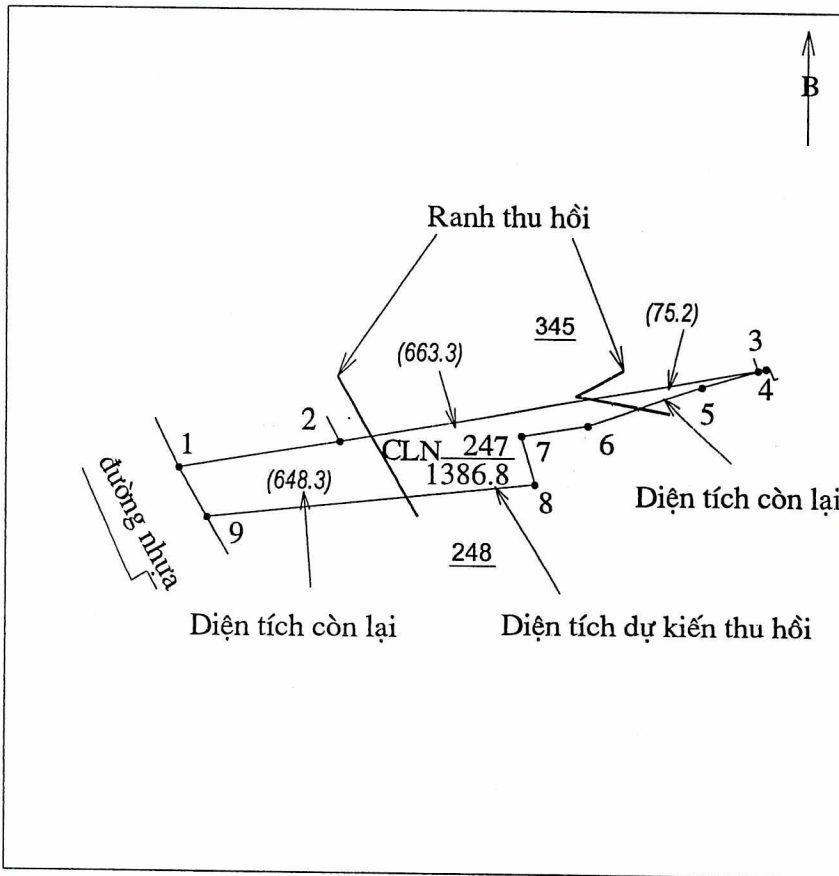 B
Ranh thu hồi
345
(75.2)
(663.3)
3
4
5
2
1
7
6
CLN 247
1386.8
(648.3)
8
9
đường nhựa
248
Diện tích còn lại
Diện tích còn lại
Diện tích dự kiến thu hồi